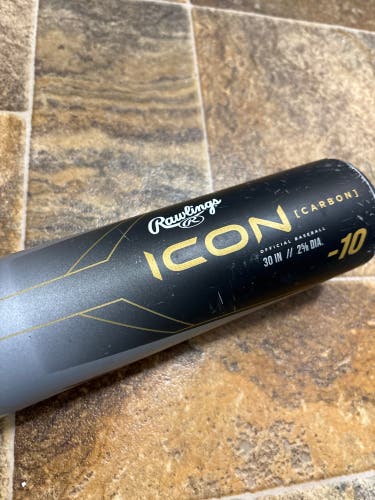 Rawlings
R
ICON [CARBON]
OFFICIAL BASEBALL
30 IN // 2⅝ DIA.
-10